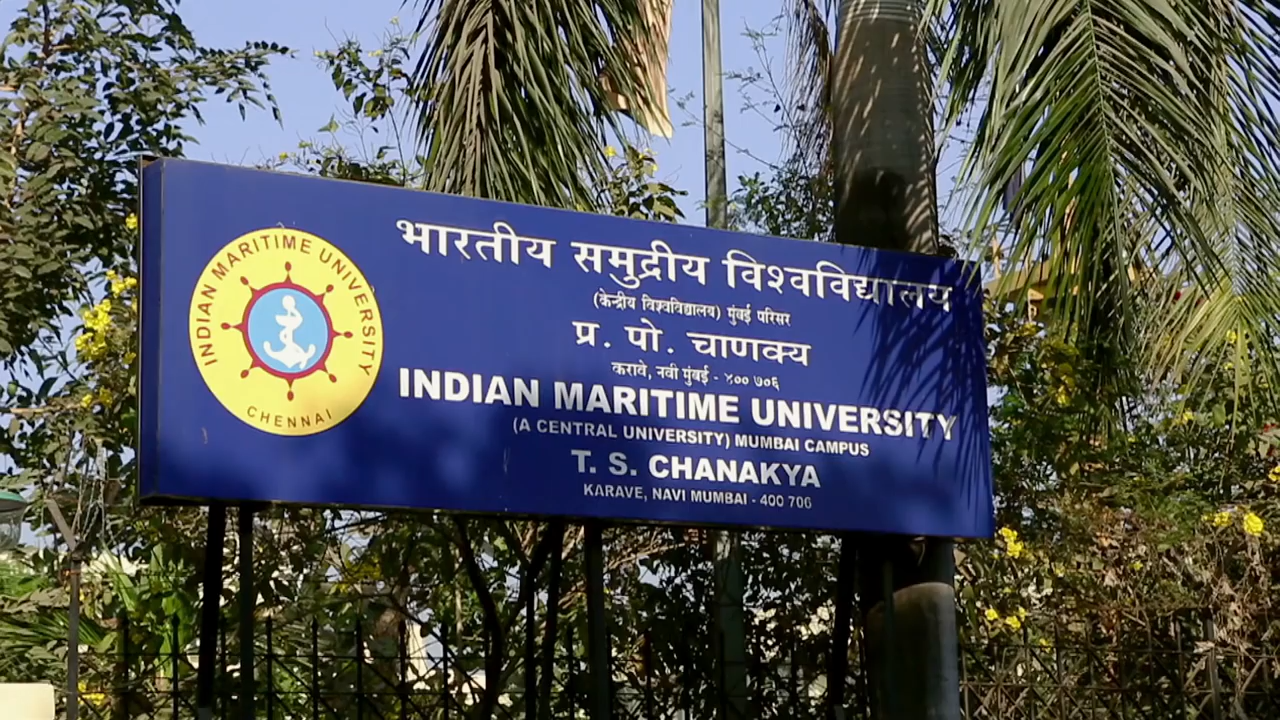 INDIAN MARITIME UNIVERSITY
CHENNAI
भारतीय समुद्रीय विश्वविद्यालय
(केन्द्रीय विश्वविद्यालय) मुंबई परिसर
प्र. पो. चाणक्य
करावे, नवी मुंबई - ४०० ७०६
INDIAN MARITIME UNIVERSITY
(A CENTRAL UNIVERSITY) MUMBAI CAMPUS
T. S. CHANAKYA
KARAVE, NAVI MUMBAI - 400 706